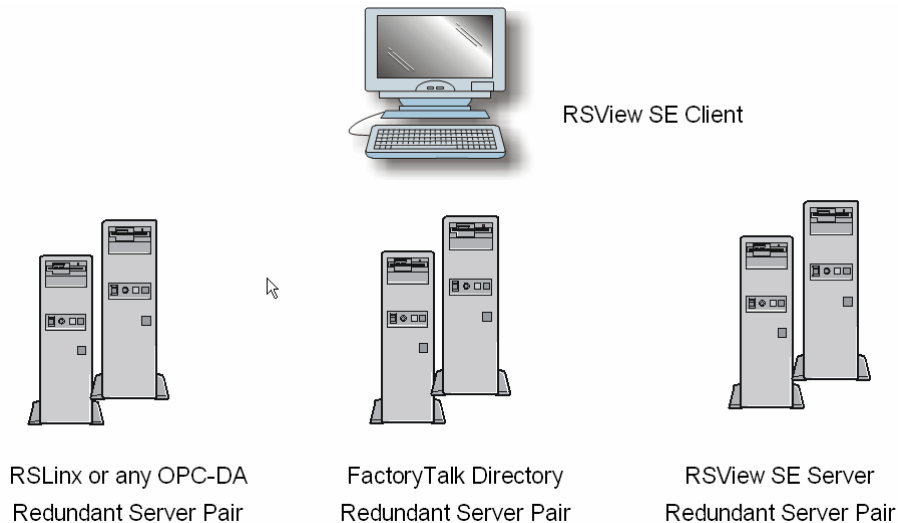 RSView SE Client
RSLinx or any OPC-DA
Redundant Server Pair
FactoryTalk Directory
Redundant Server Pair
RSView SE Server
Redundant Server Pair